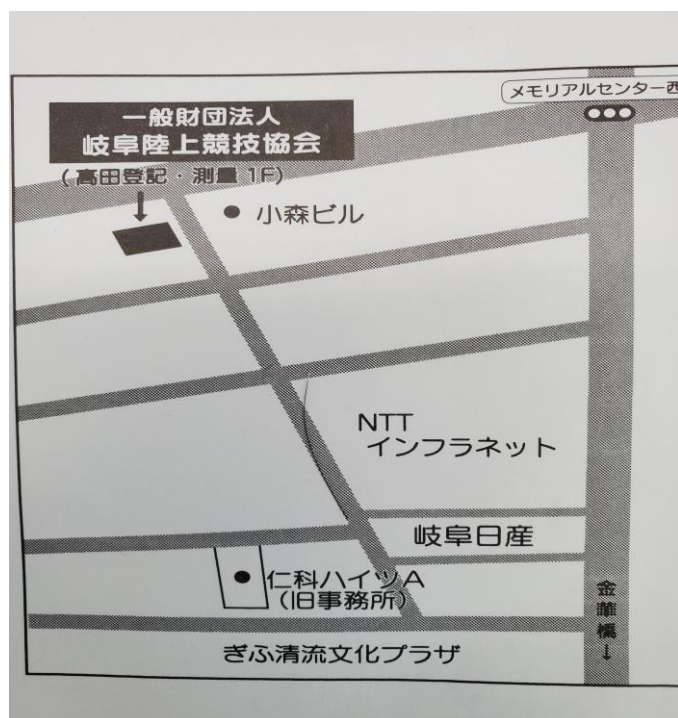 メモリアルセンター西
一般財団法人
岐阜陸上競技協会
(髙田登記・測量 1F)
↓
小森ビル
NTT
インフラネット
岐阜日産
仁科ハイツA
(旧事務所)
金華橋↓
ぎふ清流文化プラザ